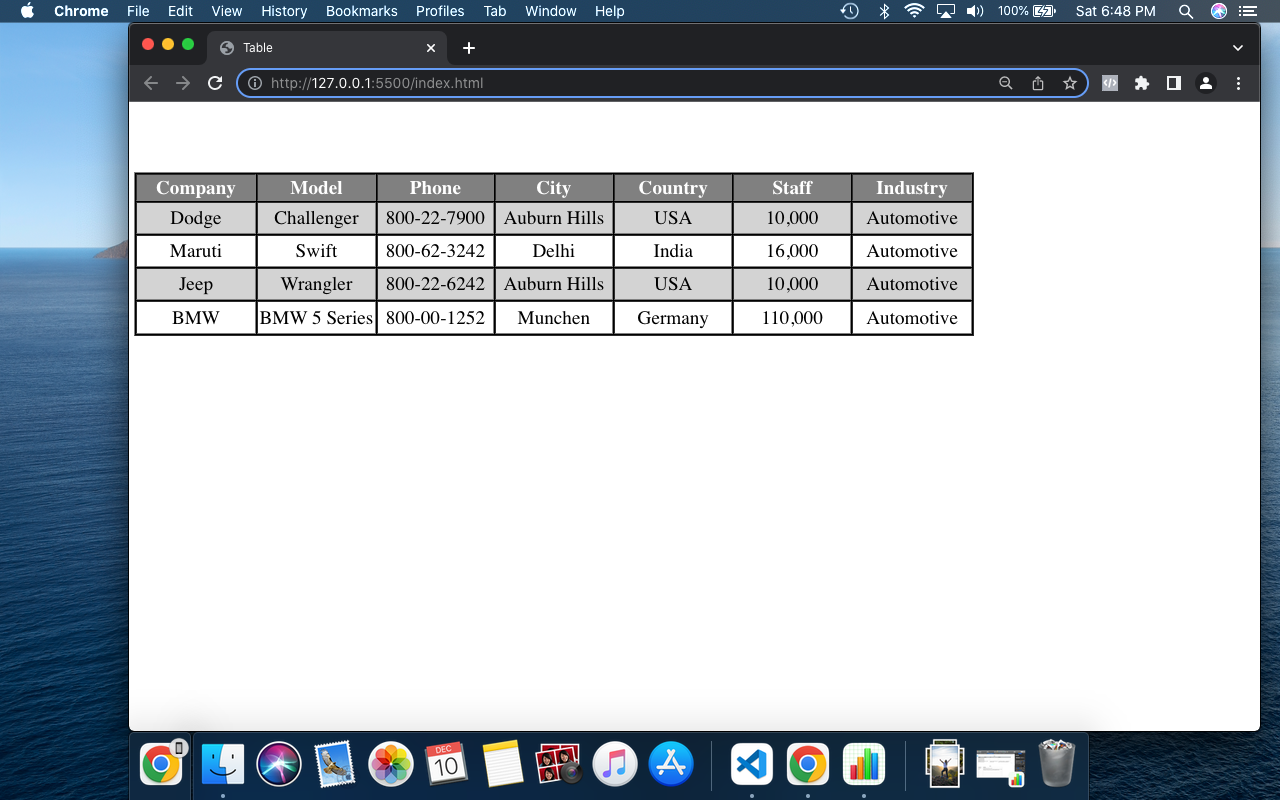 Chrome File Edit View History Bookmarks Profiles Tab Window Help 100% Sat 6:48 PM
Table
http://127.0.0.1:5500/index.html
Company Model Phone City Country Staff Industry
Dodge Challenger 800-22-7900 Auburn Hills USA 10,000 Automotive
Maruti Swift 800-62-3242 Delhi India 16,000 Automotive
Jeep Wrangler 800-22-6242 Auburn Hills USA 10,000 Automotive
BMW BMW 5 Series 800-00-1252 Munchen Germany 110,000 Automotive
DEC
10